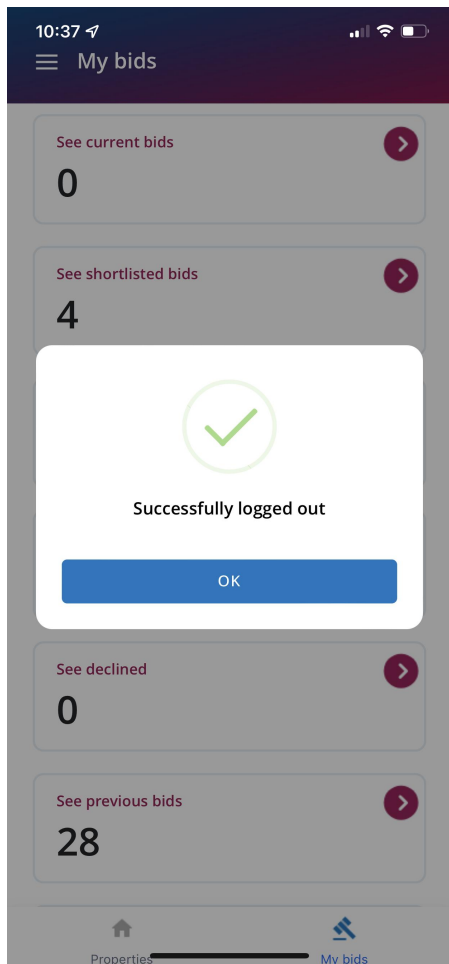 10:37
My bids
See current bids
0
See shortlisted bids
4
Successfully logged out
OK
See declined
0
See previous bids
28
Properties
My bids